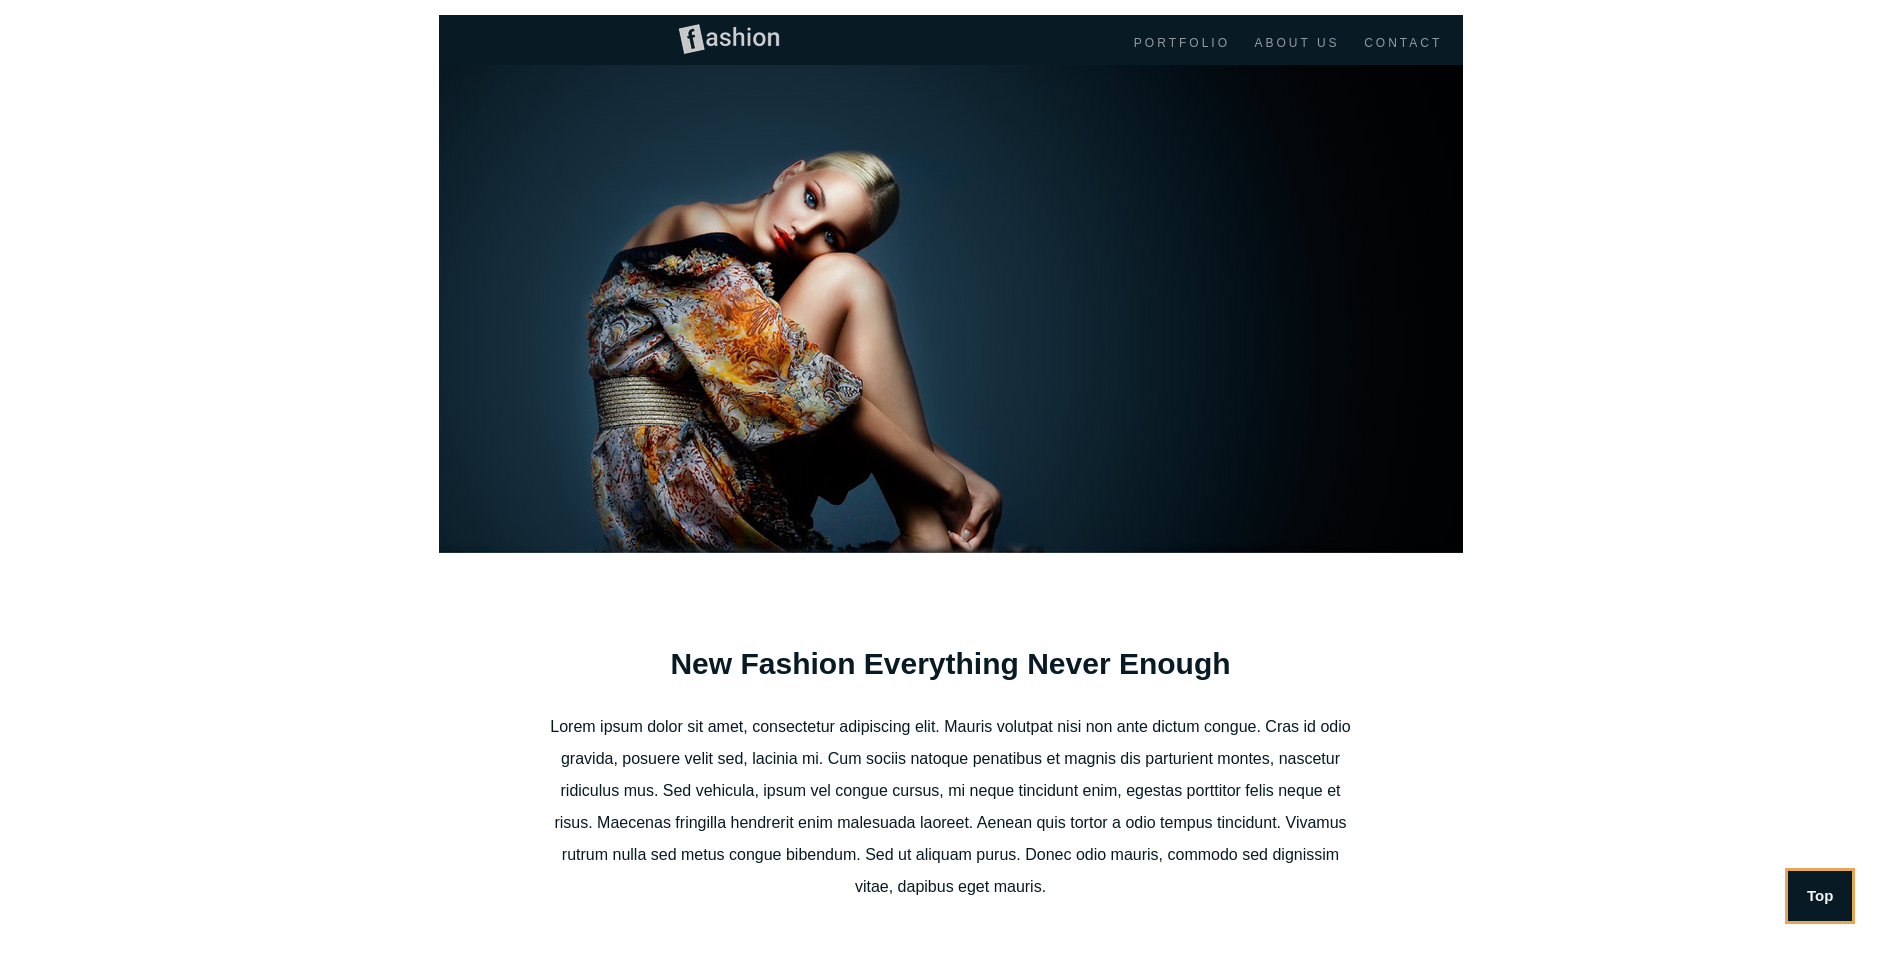 fashion
PORTFOLIO ABOUT US CONTACT
New Fashion Everything Never Enough
Lorem ipsum dolor sit amet, consectetur adipiscing elit. Mauris volutpat nisi non ante dictum congue. Cras id odio
gravida, posuere velit sed, lacinia mi. Cum sociis natoque penatibus et magnis dis parturient montes, nascetur
ridiculus mus. Sed vehicula, ipsum vel congue cursus, mi neque tincidunt enim, egestas porttitor felis neque et
risus. Maecenas fringilla hendrerit enim malesuada laoreet. Aenean quis tortor a odio tempus tincidunt. Vivamus
rutrum nulla sed metus congue bibendum. Sed ut aliquam purus. Donec odio mauris, commodo sed dignissim
vitae, dapibus eget mauris.
Top